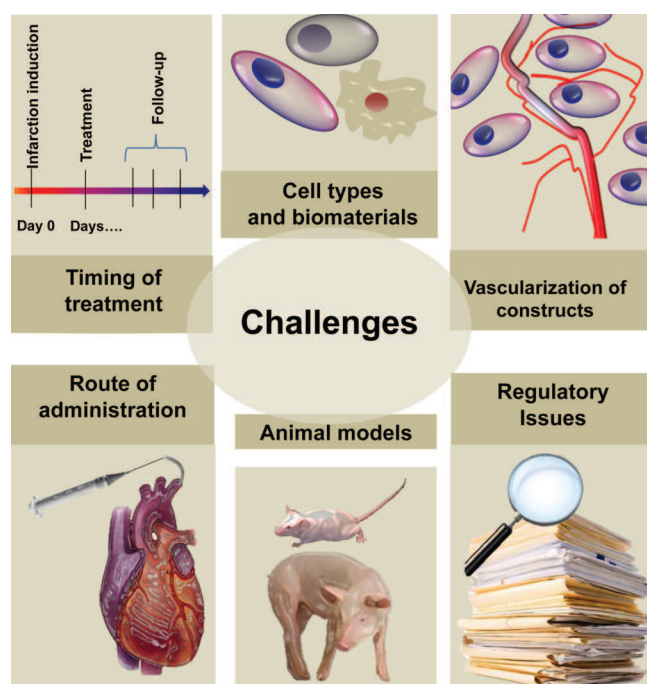 Infarction induction
Treatment
Follow-up
Day 0
Days....
Timing of
treatment
Cell types
and biomaterials
Vascularization of
constructs
Challenges
Route of
administration
Animal models
Regulatory
Issues